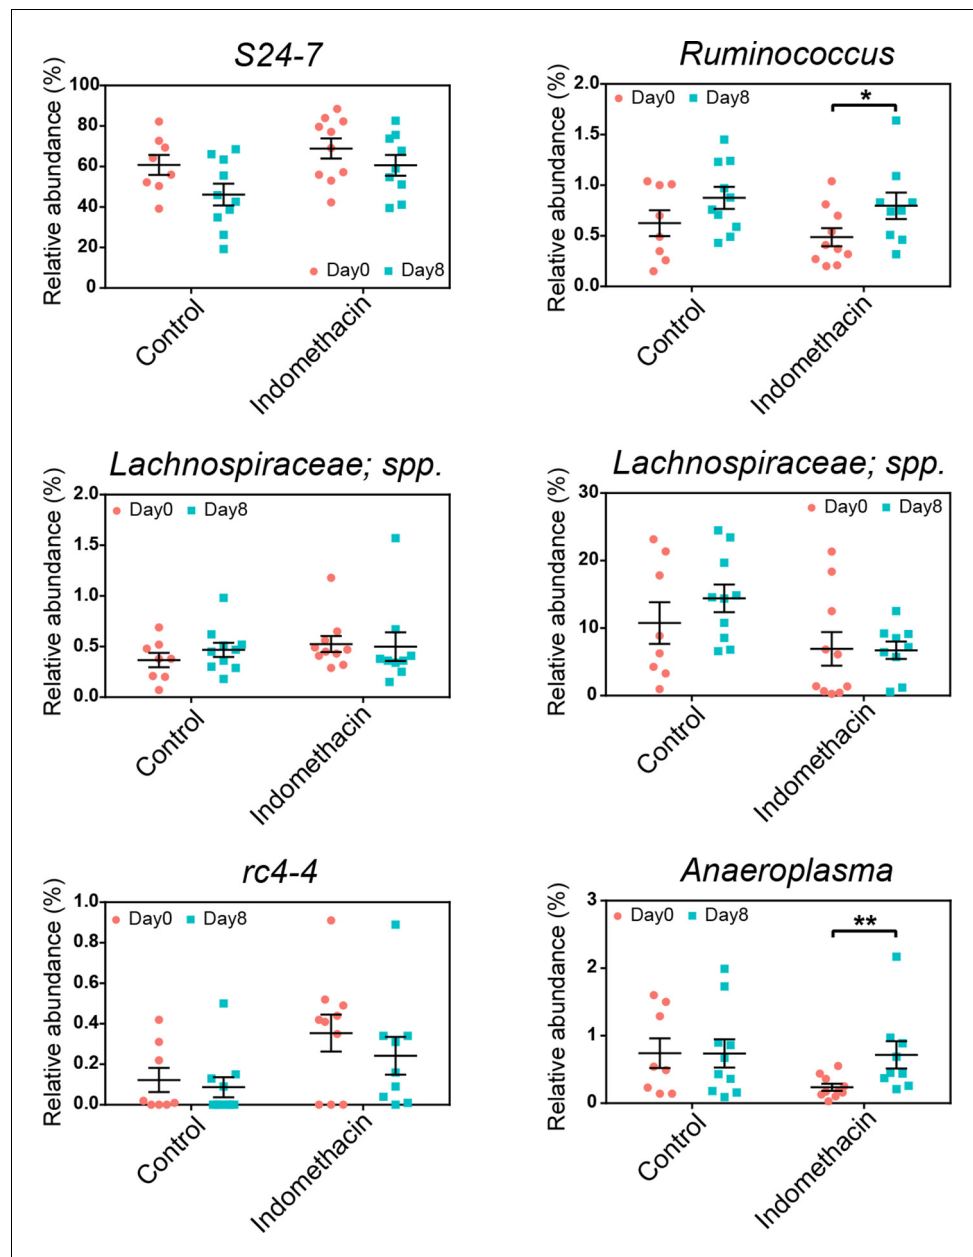 S24-7
Relative abundance (%)
100
80
60
40
20
0
Day0 Day8
Control
Indomethacin
Ruminococcus
Relative abundance (%)
2.0
1.5
1.0
0.5
0.0
Day0 Day8
*
Control
Indomethacin
Lachnospiraceae; spp.
Relative abundance (%)
2.0
1.5
1.0
0.5
0.0
Day0 Day8
Control
Indomethacin
Lachnospiraceae; spp.
Relative abundance (%)
30
20
10
0
Day0 Day8
Control
Indomethacin
rc4-4
Relative abundance (%)
1.0
0.8
0.6
0.4
0.2
0.0
Day0 Day8
Control
Indomethacin
Anaeroplasma
Relative abundance (%)
3
2
1
0
Day0 Day8
**
Control
Indomethacin